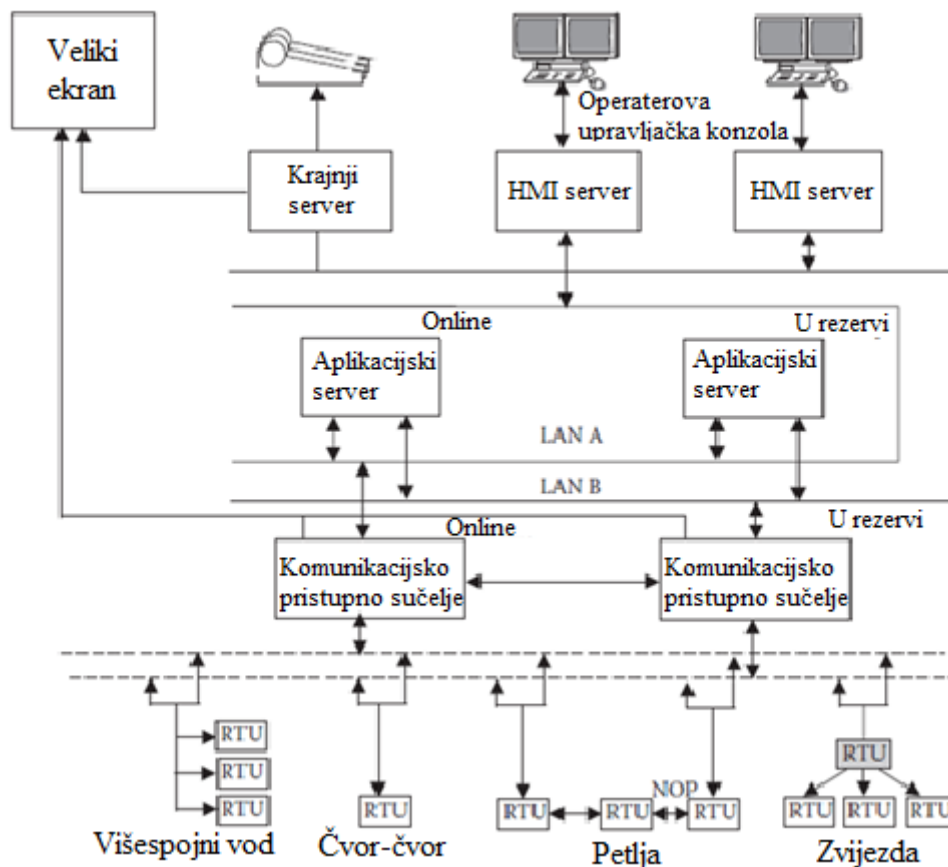 Veliki
ekran
Operaterova
upravljačka konzola
Krajnji
server
HMI server
HMI server
Online
U rezervi
Aplikacijski
server
Aplikacijski
server
LAN A
LAN B
Online
U rezervi
Komunikacijsko
pristupno sučelje
Komunikacijsko
pristupno sučelje
RTU
RTU
RTU
RTU
RTU
RTU
NOP
RTU
RTU
RTU
RTU
RTU
Višespojni vod
Čvor-čvor
Petlja
Zvijezda